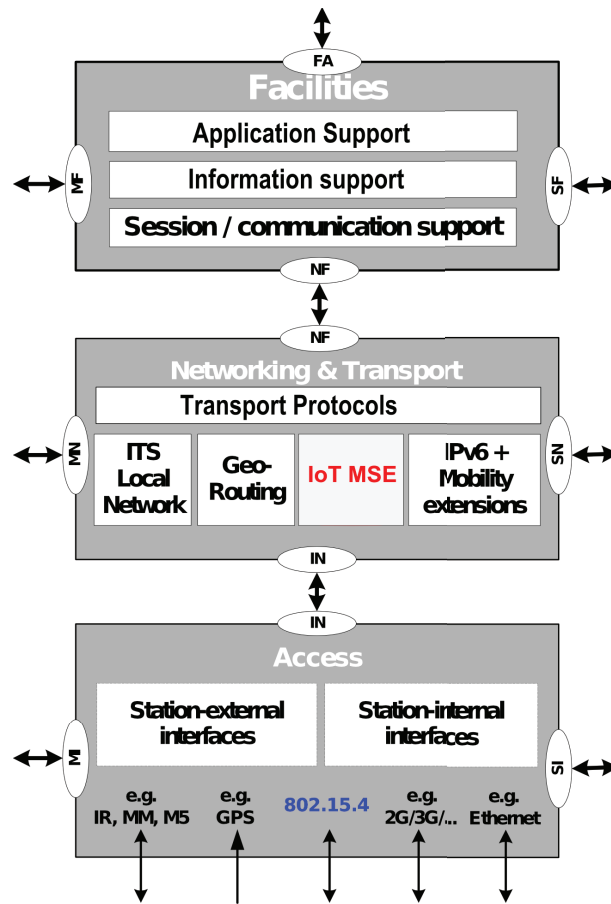 FA
Facilities
Application Support
MF
Information support
SF
Session / communication support
NF
NF
Networking & Transport
Transport Protocols
MN
ITS
Local
Network
Geo-
Routing
IoT MSE
IPv6 +
Mobility
extensions
SN
IN
IN
Access
Station-external
interfaces
Station-internal
interfaces
MI
SI
e.g.
IR, MM, M5
e.g.
GPS
802.15.4
e.g.
2G/3G/...
e.g.
Ethernet